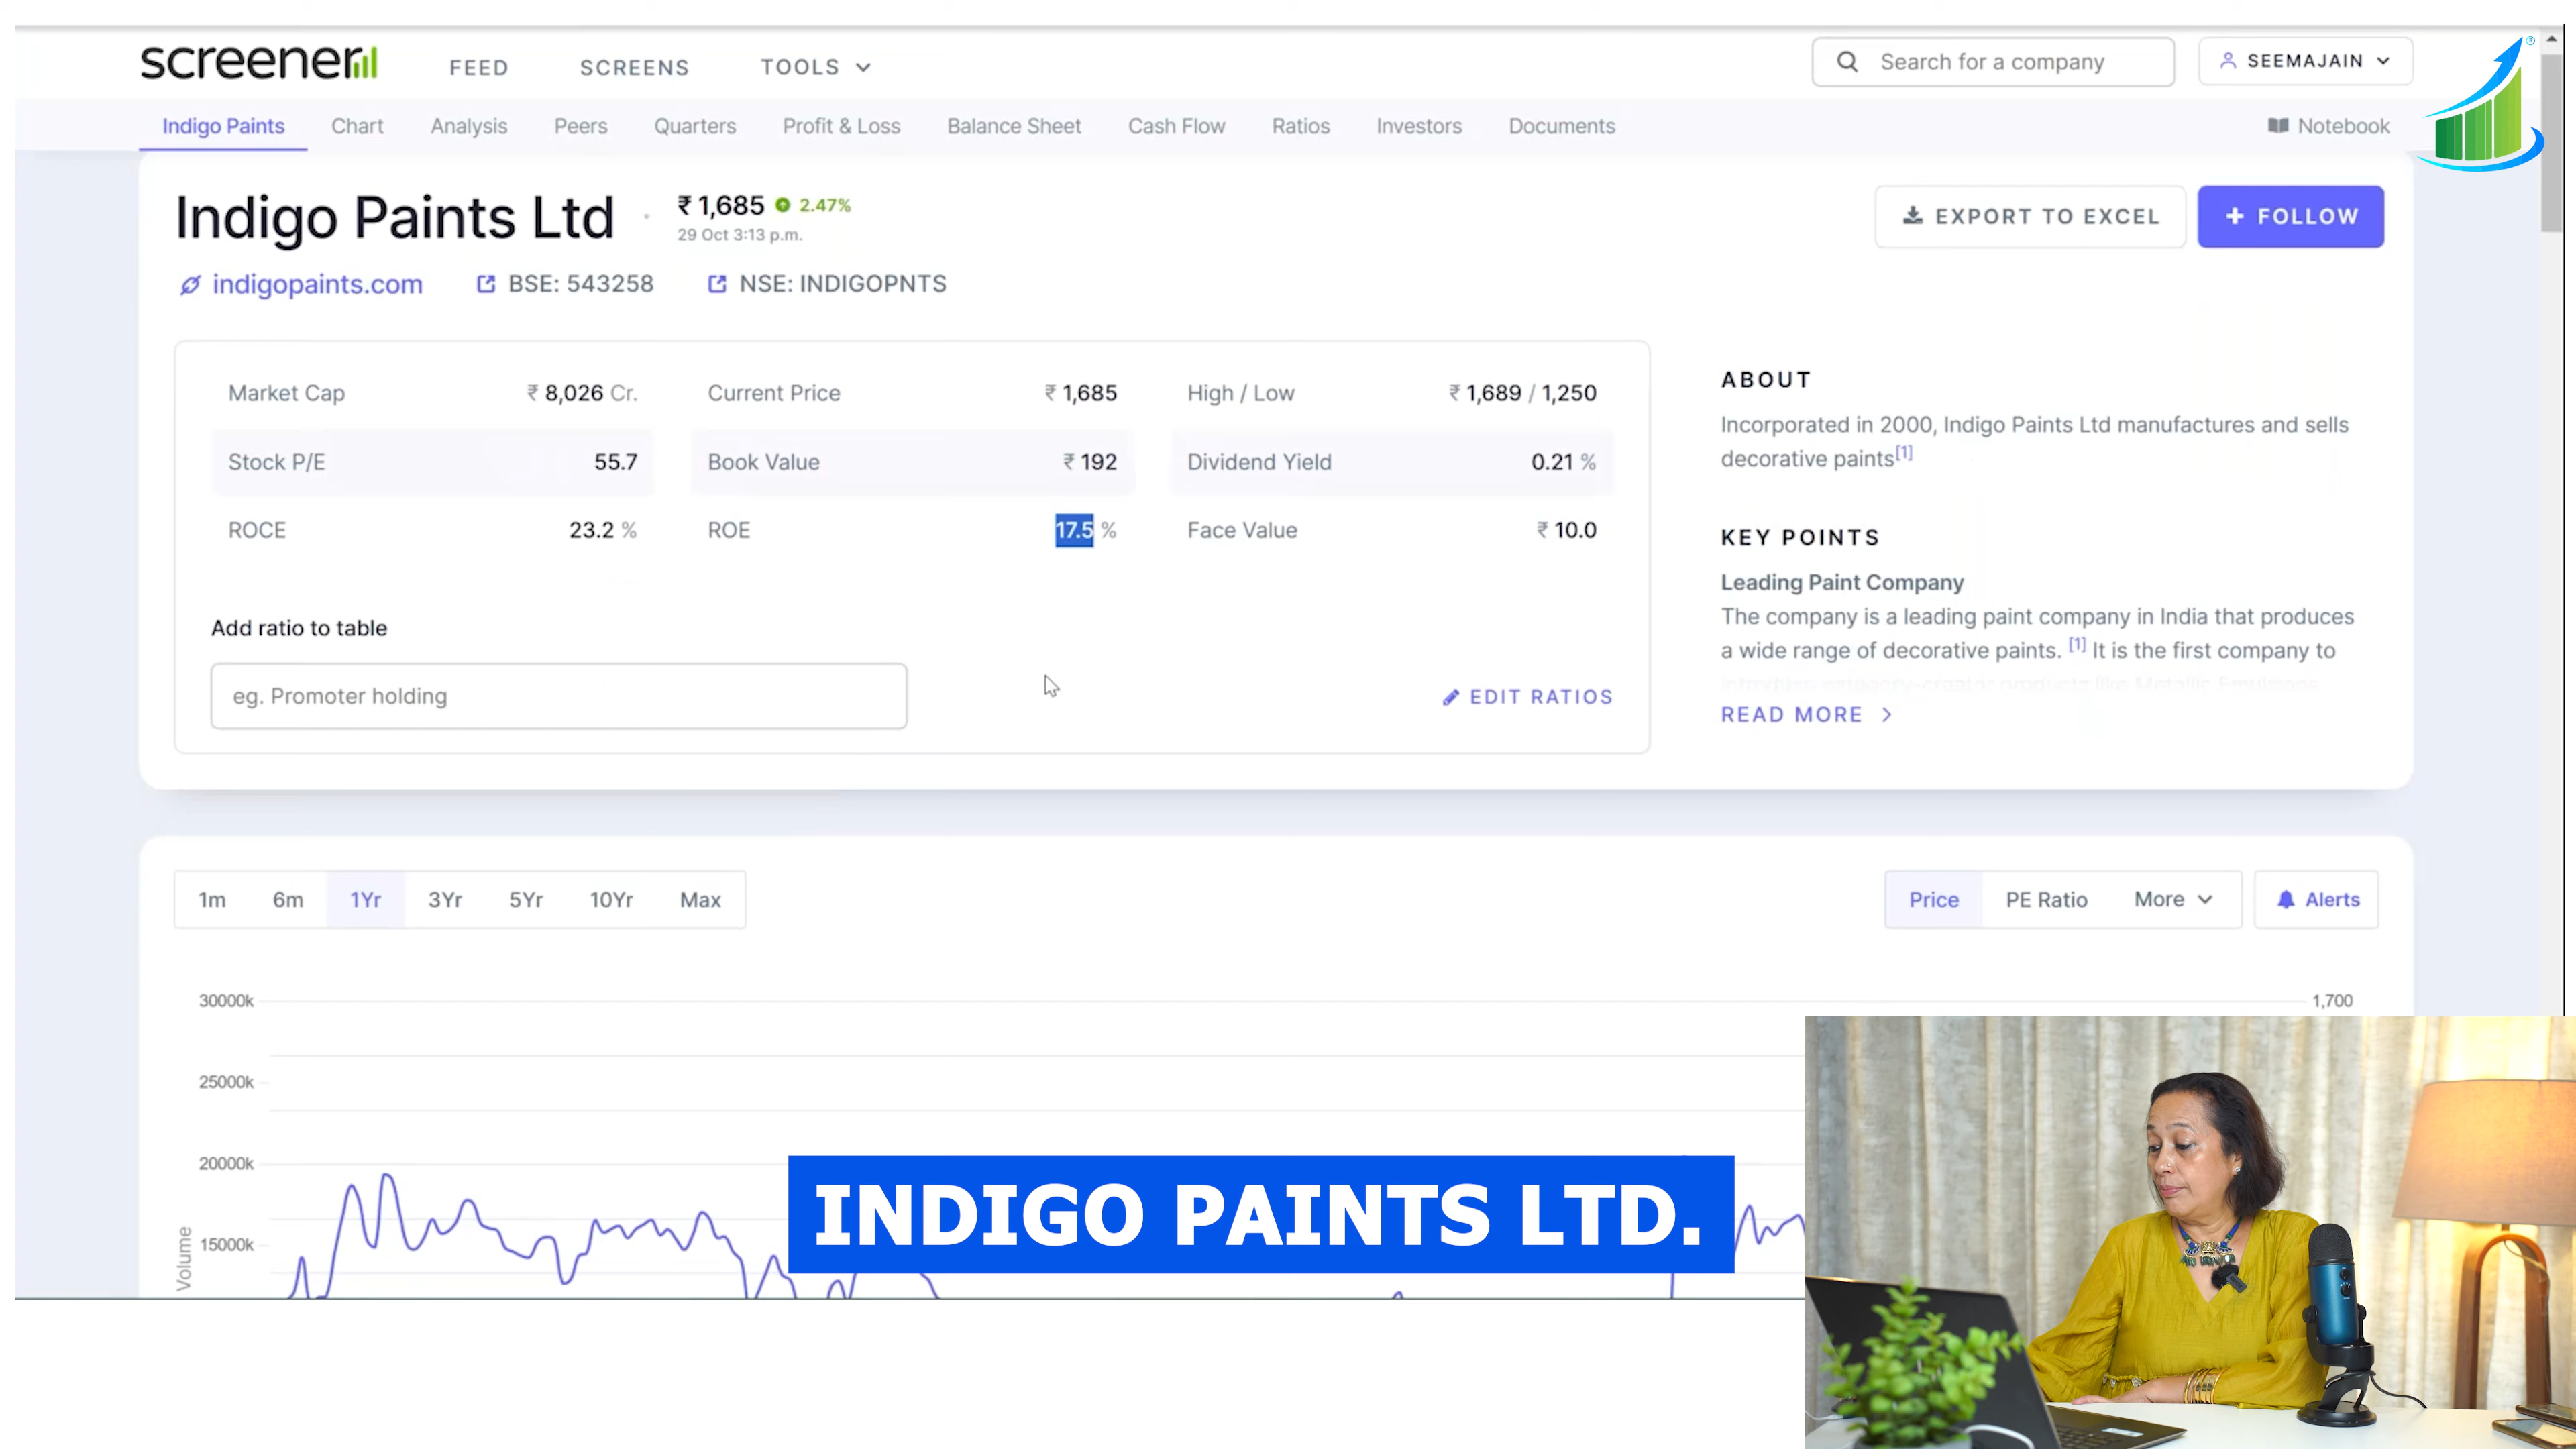 screener
FEED SCREENS TOOLS
Search for a company
SEEMAJAIN
®
Indigo Paints Chart Analysis Peers Quarters Profit & Loss Balance Sheet Cash Flow Ratios Investors Documents Notebook
Indigo Paints Ltd
₹ 1,685 2.47%
29 Oct 3:13 p.m.
EXPORT TO EXCEL
+ FOLLOW
indigopaints.com BSE: 543258 NSE: INDIGOPNTS
Market Cap ₹ 8,026 Cr. Current Price ₹ 1,685 High / Low ₹ 1,689 / 1,250
Stock P/E 55.7 Book Value ₹ 192 Dividend Yield 0.21 %
ROCE 23.2 % ROE 17.5 % Face Value ₹ 10.0
Add ratio to table
eg. Promoter holding
EDIT RATIOS
ABOUT
Incorporated in 2000, Indigo Paints Ltd manufactures and sells
decorative paints[1]
KEY POINTS
Leading Paint Company
The company is a leading paint company in India that produces
a wide range of decorative paints. [1] It is the first company to
READ MORE
1m 6m 1Yr 3Yr 5Yr 10Yr Max
Price PE Ratio More
Alerts
30000k 1,700
25000k
20000k
15000k
Volume
INDIGO PAINTS LTD.